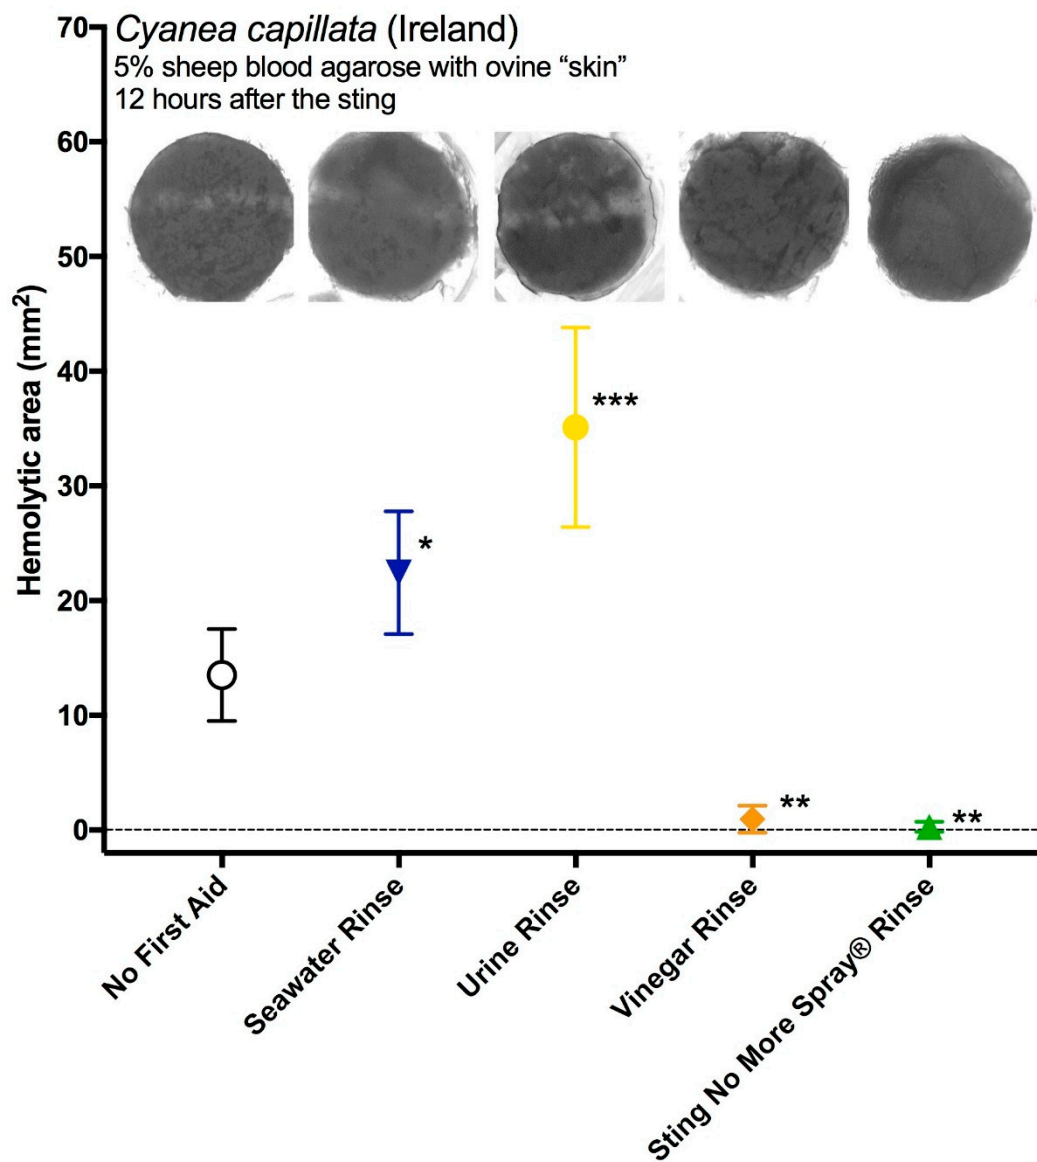 Cyanea capillata (Ireland)
5% sheep blood agarose with ovine “skin”
12 hours after the sting
Hemolytic area (mm²)
70
60
50
40
30
20
10
0
*
***
**
**
No First Aid
Seawater Rinse
Urine Rinse
Vinegar Rinse
Sting No More Spray® Rinse